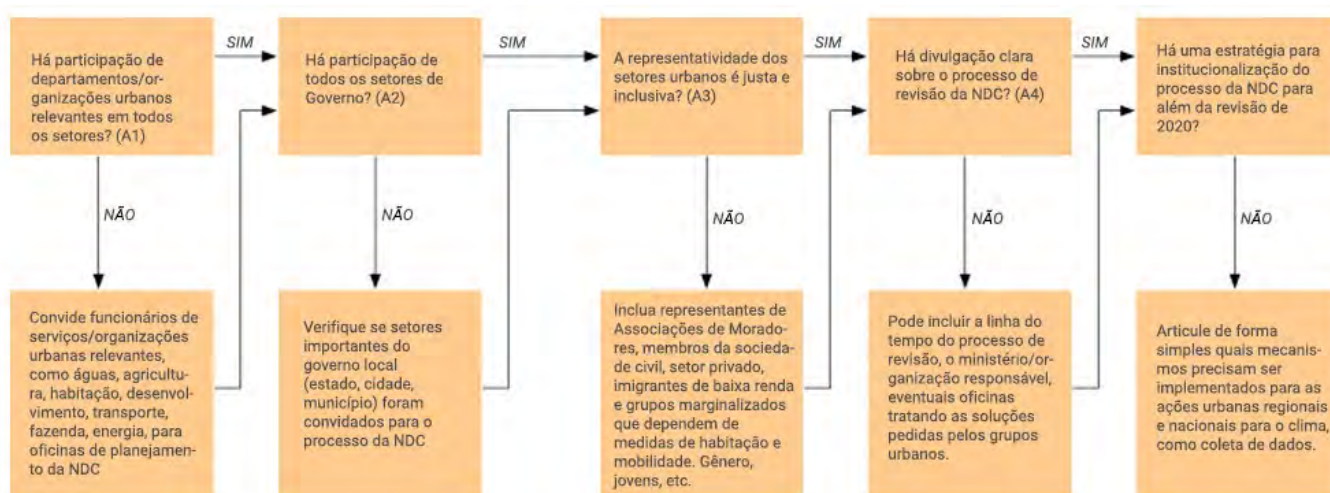 Há participação de
departamentos/or-
ganizações urbanos
relevantes em todos
os setores? (A1)
SIM
Há participação de
todos os setores de
Governo? (A2)
SIM
A representatividade dos
setores urbanos é justa e
inclusiva? (A3)
SIM
Há divulgação clara
sobre o processo de
revisão da NDC? (A4)
SIM
Há uma estratégia para
institucionalização do
processo da NDC para
além da revisão de
2020?
NÃO
NÃO
NÃO
NÃO
NÃO
Convide funcionários de
serviços/organizações
urbanas relevantes,
como águas, agricultu-
ra, habitação, desenvol-
vimento, transporte,
fazenda, energia, para
oficinas de planejamen-
to da NDC
Verifique se setores
importantes do
governo local
(estado, cidade,
município) foram
convidados para o
processo da NDC
Inclua representantes de
Associações de Morado-
res, membros da socieda-
de civil, setor privado,
imigrantes de baixa renda
e grupos marginalizados
que dependem de
medidas de habitação e
mobilidade. Gênero,
jovens, etc.
Pode incluir a linha do
tempo do processo de
revisão, o ministério/or-
ganização responsável,
eventuais oficinas
tratando as soluções
pedidas pelos grupos
urbanos.
Articule de forma
simples quais mecanis-
mos precisam ser
implementados para as
ações urbanas regionais
e nacionais para o clima,
como coleta de dados.